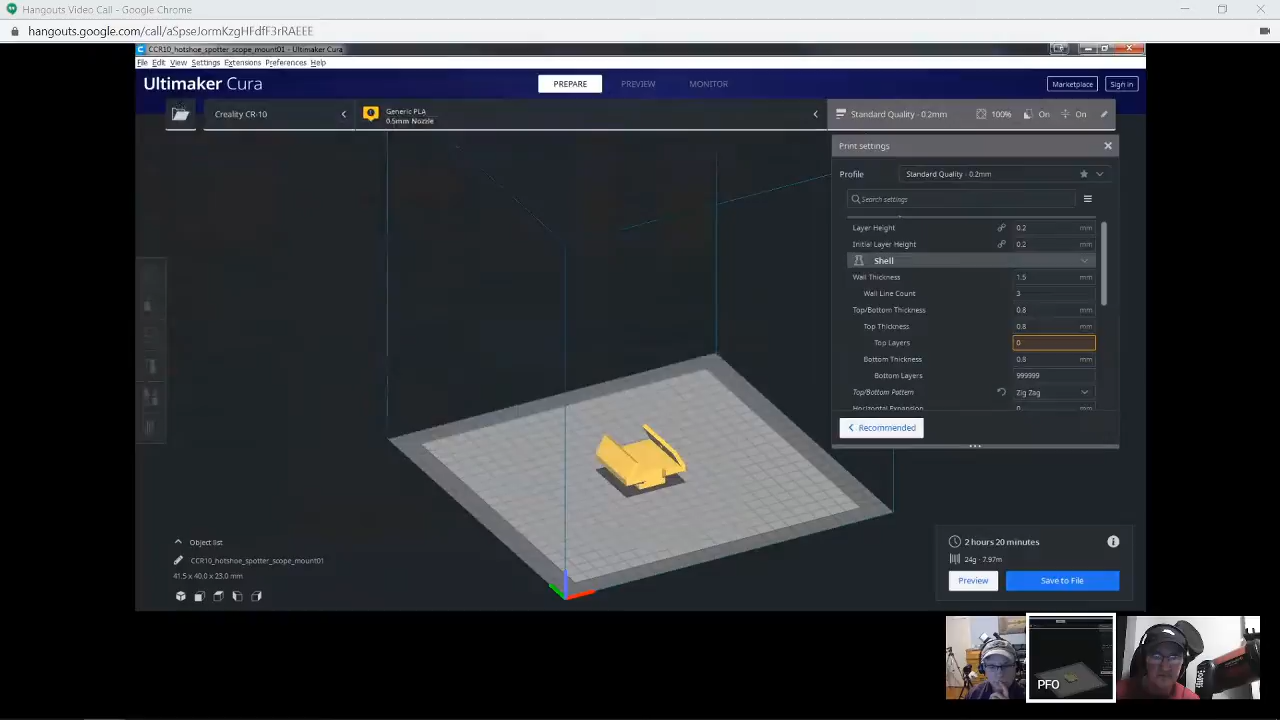 Hangouts Video Call - Google Chrome
hangouts.google.com/call/aSpseJormKzgHFdfF3rRAEEE
CCR10_hotshoe_spotter_scope_mount01 - Ultimaker Cura
File Edit View Settings Extensions Preferences Help
Ultimaker Cura
PREPARE PREVIEW MONITOR
Marketplace Sign in
Creality CR-10
Generic PLA
0.5mm Nozzle
Standard Quality - 0.2mm 100% On On
Print settings
Profile Standard Quality - 0.2mm
Search settings
Layer Height 0.2 mm
Initial Layer Height 0.2 mm
Shell
Wall Thickness 1.5 mm
Wall Line Count 3
Top/Bottom Thickness 0.8 mm
Top Thickness 0.8 mm
Top Layers 0
Bottom Thickness 0.8 mm
Bottom Layers 999999
Top/Bottom Pattern Zig Zag
Horizontal Expansion 0 mm
Recommended
Object list
CCR10_hotshoe_spotter_scope_mount01
41.5 x 40.0 x 23.0 mm
2 hours 20 minutes
24g · 7.97m
Preview Save to File
PFO